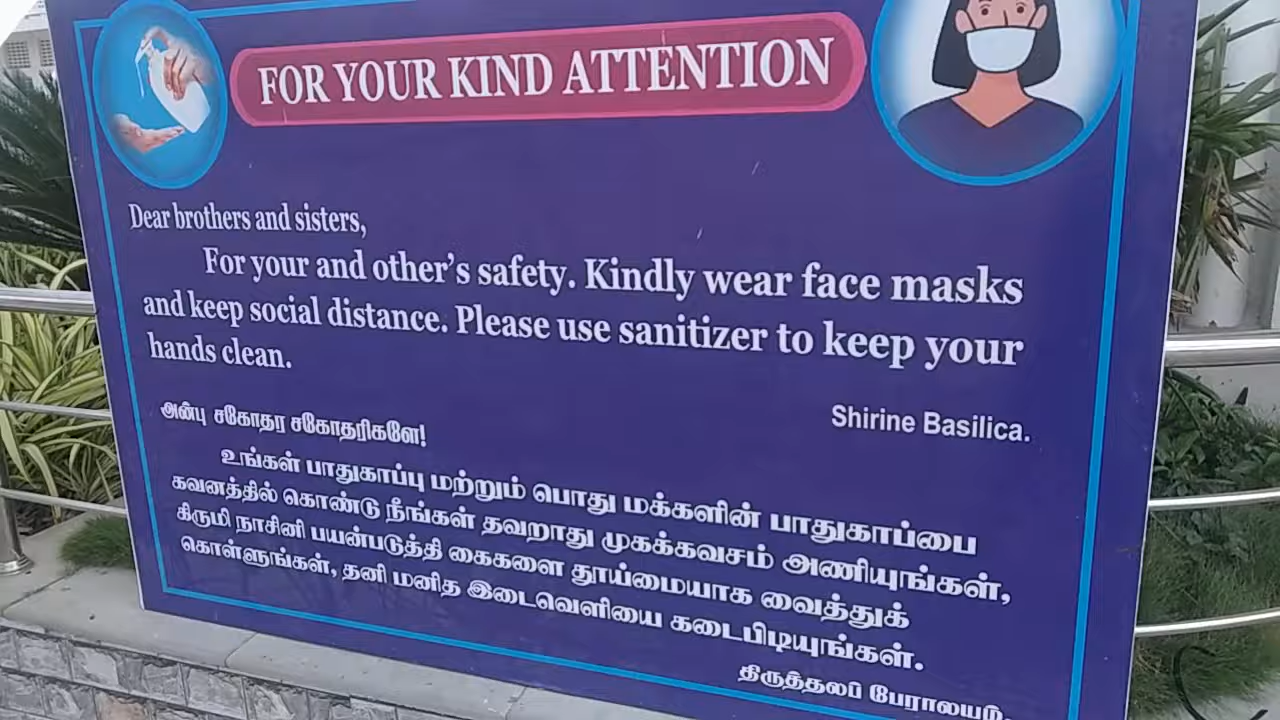 FOR YOUR KIND ATTENTION
Dear brothers and sisters,
For your and other's safety. Kindly wear face masks
and keep social distance. Please use sanitizer to keep your
hands clean.
Shirine Basilica.
அன்பு சகோதர சகோதரிகளே!
உங்கள் பாதுகாப்பு மற்றும் பொது மக்களின் பாதுகாப்பை
கவனத்தில் கொண்டு நீங்கள் தவறாது முகக்கவசம் அணியுங்கள்,
கிருமி நாசினி பயன்படுத்தி கைகளை தூய்மையாக வைத்துக்
கொள்ளுங்கள், தனி மனித இடைவெளியை கடைபிடியுங்கள்.
திருத்தலப் பேராலயம்.